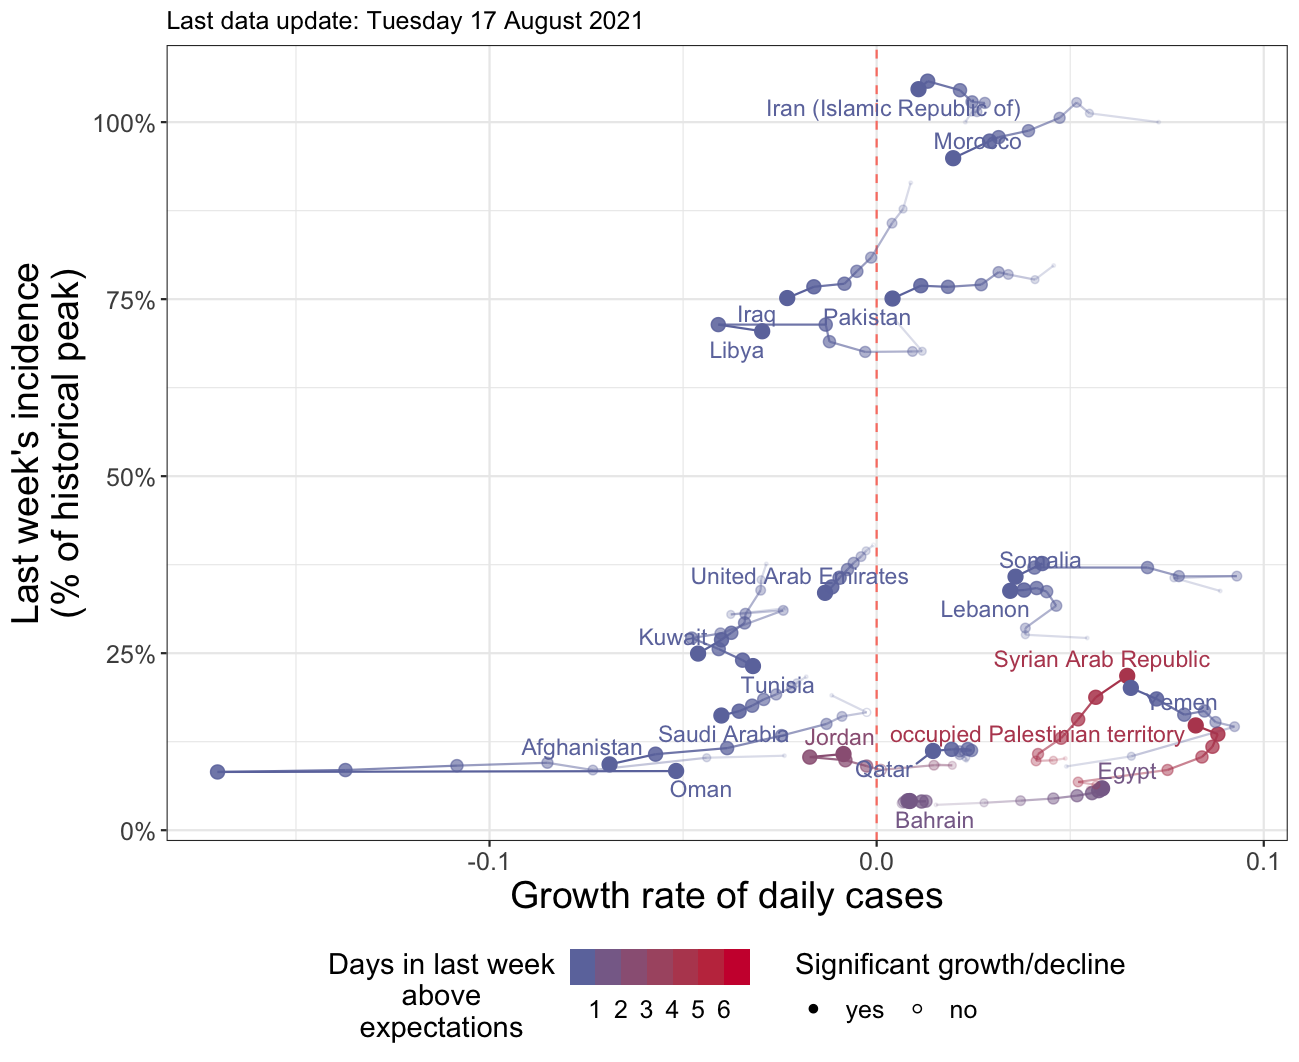 Last data update: Tuesday 17 August 2021
Last week's incidence
(% of historical peak)
100%
75%
50%
25%
0%
Iran (Islamic Republic of)
Morocco
Iraq
Pakistan
Libya
United Arab Emirates
Somalia
Lebanon
Kuwait
Syrian Arab Republic
Tunisia
Yemen
Saudi Arabia
occupied Palestinian territory
Jordan
Afghanistan
Qatar
Egypt
Oman
Bahrain
-0.1
0.0
0.1
Growth rate of daily cases
Days in last week
above
expectations
1 2 3 4 5 6
Significant growth/decline
yes no